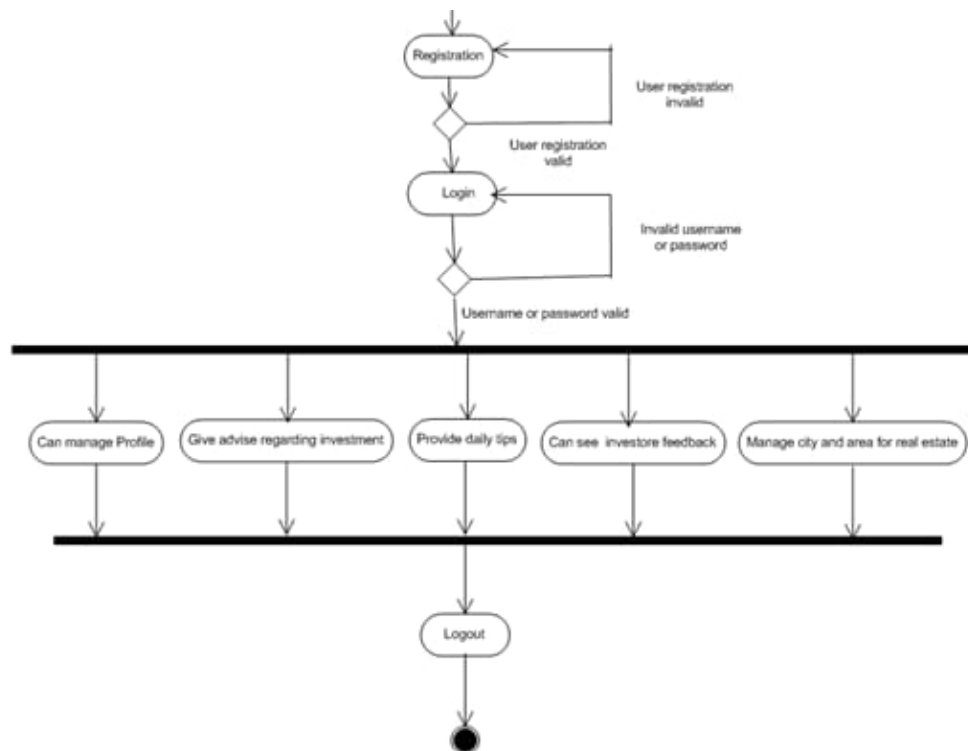 Registration
User registration
invalid
User registration
valid
Login
Invalid username
or password
Username or password valid
Can manage Profile
Give advise regarding investment
Provide daily tips
Can see investore feedback
Manage city and area for real estate
Logout